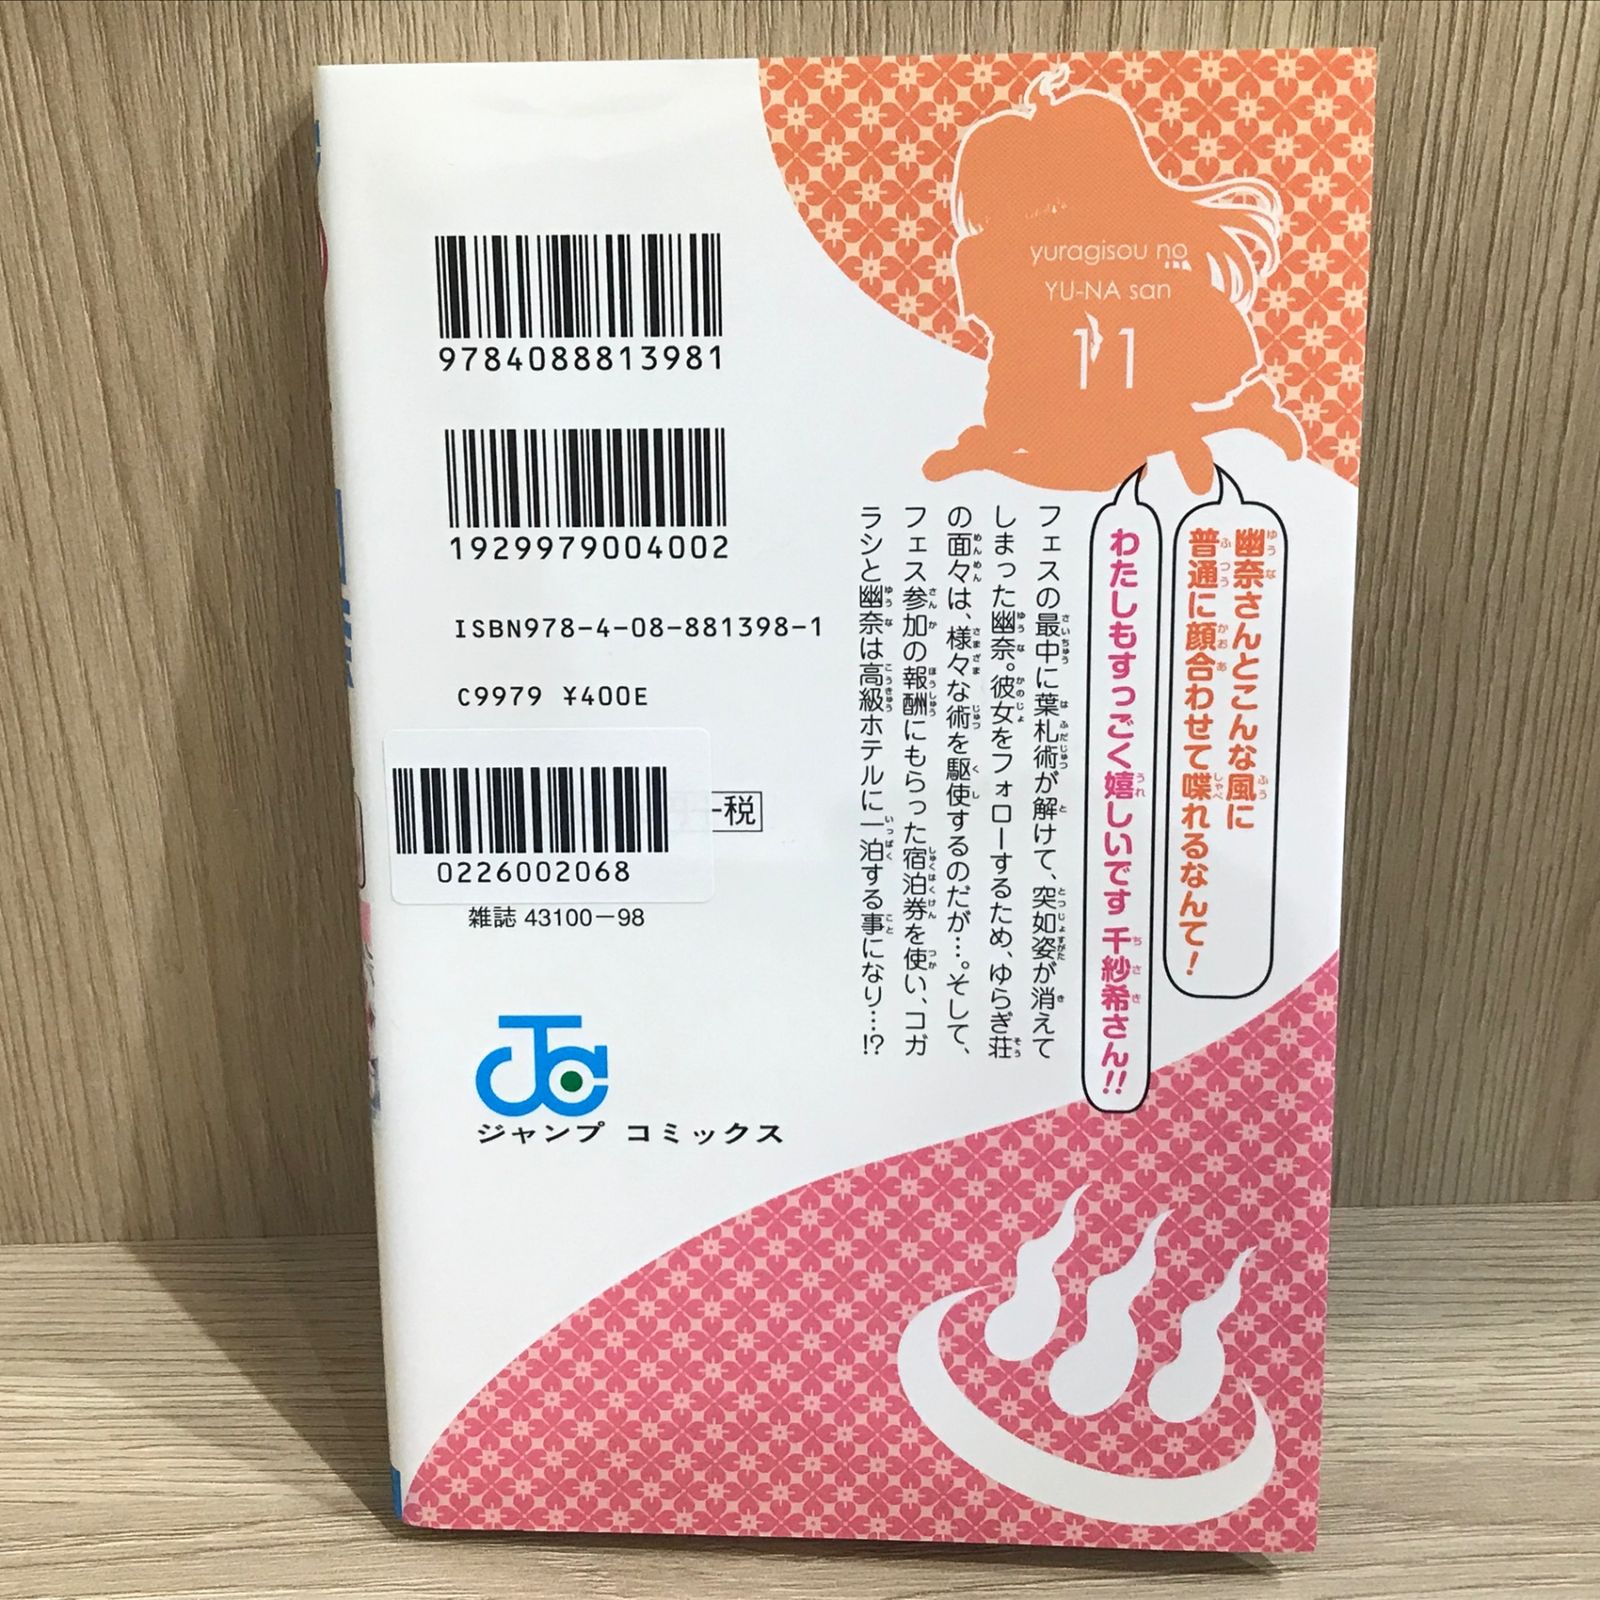 yuragisou no
YU-NA san
11
幽奈さんとこんな風に
普通に顔合わせて喋れるなんて!
わたしもすっごく嬉しいです 千紗希さん!!
フェスの最中に葉札術が解けて、突如姿が消えて
しまった幽奈。彼女をフォローするため、ゆらぎ荘
の面々は、様々な術を駆使するのだが…。そして、
フェス参加の報酬にもらった宿泊券を使い、コガ
ラシと幽奈は高級ホテルに一泊する事になり…!?
9784088813981
1929979004002
ISBN978-4-08-881398-1
C9979 ¥400E
+税
0226002068
雑誌 43100-98
JC
ジャンプ コミックス